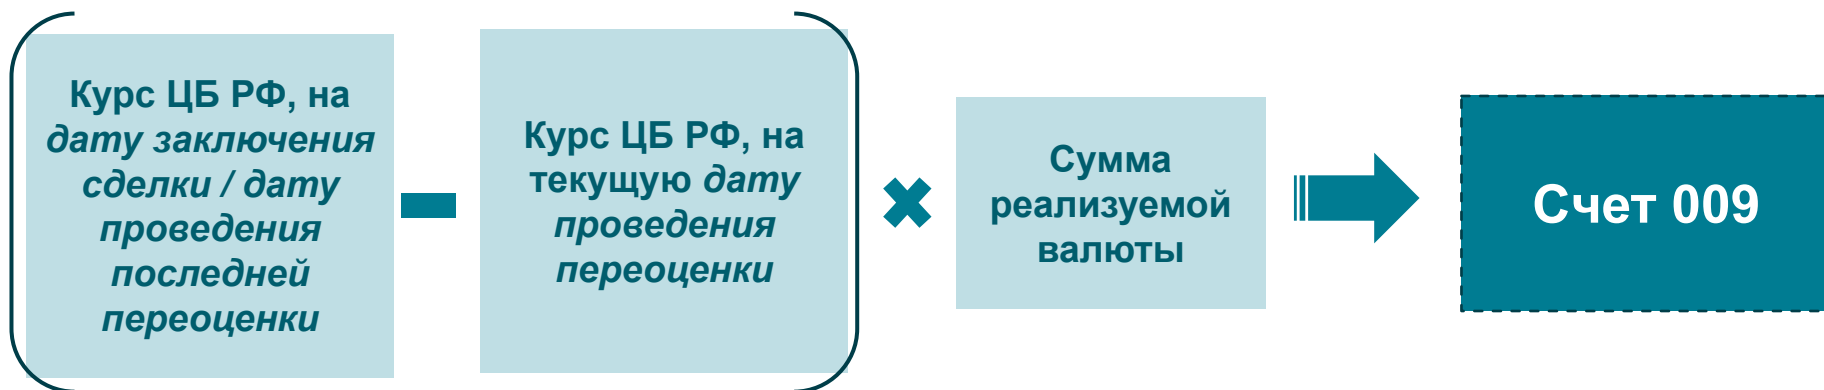 Курс ЦБ РФ, на
дату заключения
сделки / дату
проведения
последней
переоценки
Курс ЦБ РФ, на
текущую дату
проведения
переоценки
Сумма
реализуемой
валюты
Счет 009